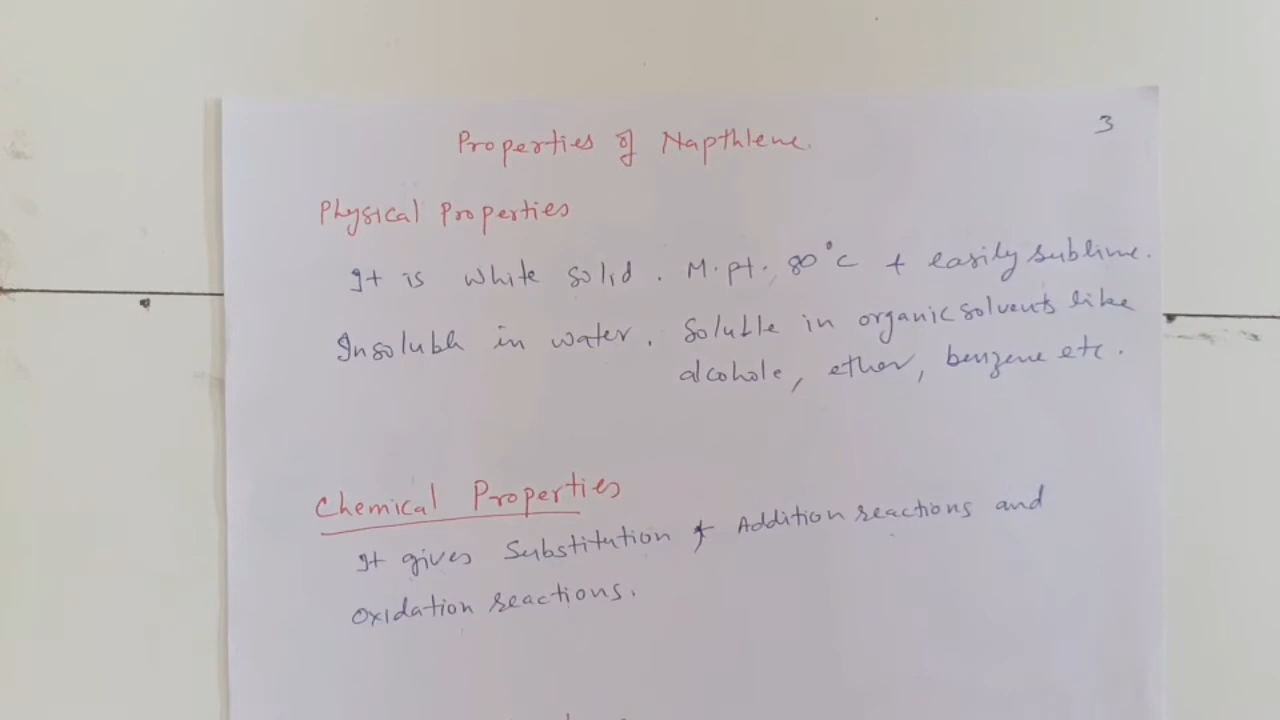 3
Properties of Napthlene.
Physical Properties
It is white solid. M.pt. 80°C & easily sublime.
Insoluble in water. Soluble in organic solvents like
alcohole, ether, benzene etc.
Chemical Properties
It gives Substitution & Addition reactions and
oxidation reactions.